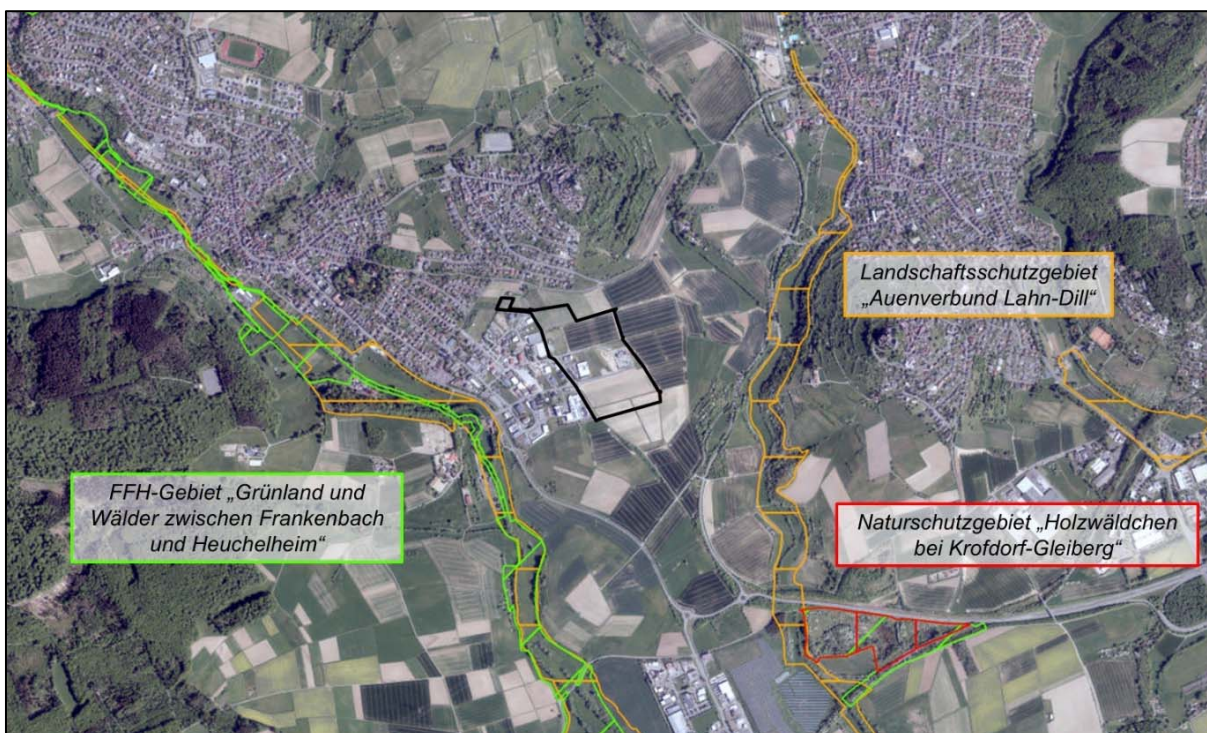 Landschaftsschutzgebiet
„Auenverbund Lahn-Dill“
FFH-Gebiet „Grünland und
Wälder zwischen Frankenbach
und Heuchelheim“
Naturschutzgebiet „Holzwäldchen
bei Krofdorf-Gleiberg“